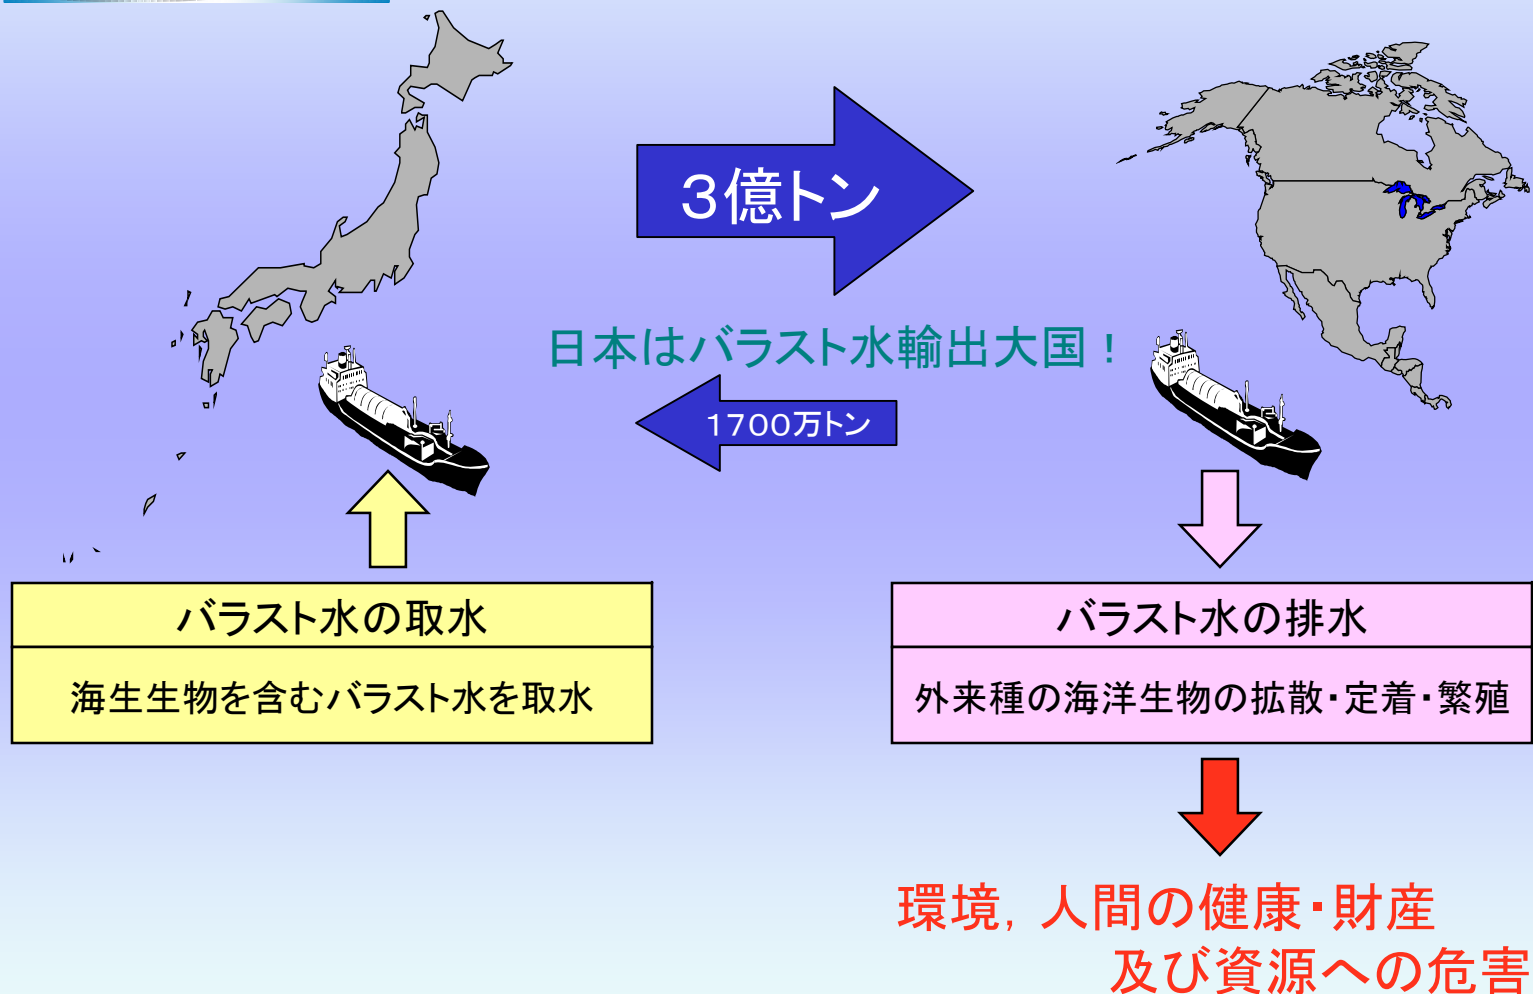 ３億トン
日本はバラスト水輸出大国！
１７００万トン
バラスト水の取水
海生生物を含むバラスト水を取水
バラスト水の排水
外来種の海洋生物の拡散・定着・繁殖
環境，人間の健康・財産
及び資源への危害